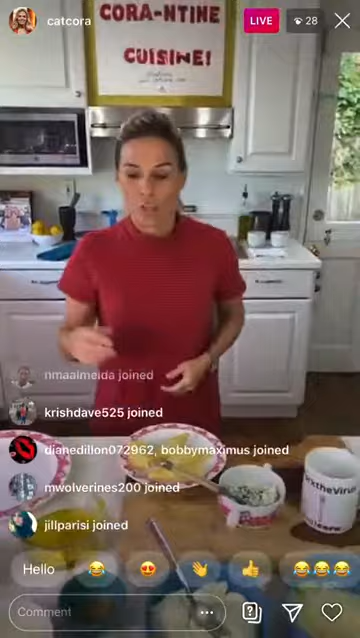 catcora
LIVE
28
CORA-NTINE
CUISINE!
nmaalmeida joined
krishdave525 joined
dianedillon072962, bobbymaximus joined
mwolverines200 joined
jillparisi joined
Hello
Comment